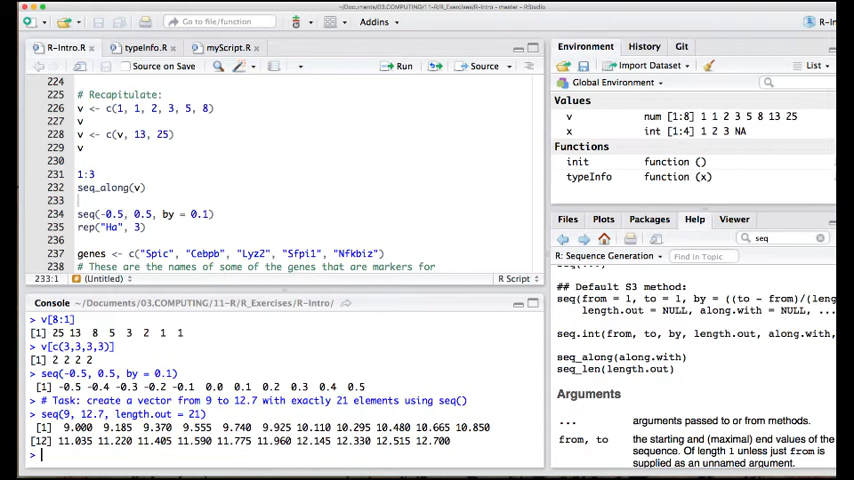 ~/Documents/03.COMPUTING/ 11-R/R_Exercises/R-Intro - master - RStudio
Go to file/function
Addins
R-In
R-Intro.R
typeInfo.R
myScript.R
Source on Save
Run
Source
224
225 # Recapitulate:
226 v <- c(1, 1, 2, 3, 5, 8)
227 v
228 v <- c(v, 13, 25)
229 v
230
231 1:3
232 seq_along(v)
233
234 seq(-0.5, 0.5, by = 0.1)
235 rep("Ha", 3)
236
237 genes <- c("Spic", "Cebpb", "Lyz2", "Sfpi1", "Nfkbiz")
238 # These are the names of some of the genes that are markers for
233:1
(Untitled)
R Script
Console ~/Documents/03.COMPUTING/11-R/R_Exercises/R-Intro/
> v[8:1]
[1] 25 13 8 5 3 2 1 1
> v[c(3,3,3,3)]
[1] 2 2 2 2
> seq(-0.5, 0.5, by = 0.1)
[1] -0.5 -0.4 -0.3 -0.2 -0.1 0.0 0.1 0.2 0.3 0.4 0.5
> # Task: create a vector from 9 to 12.7 with exactly 21 elements using seq()
> seq(9, 12.7, length.out = 21)
[1] 9.000 9.185 9.370 9.555 9.740 9.925 10.110 10.295 10.480 10.665 10.850
[12] 11.035 11.220 11.405 11.590 11.775 11.960 12.145 12.330 12.515 12.700
>
Environment
History
Git
Import Dataset
List
Global Environment
Values
v num [1:8] 1 1 2 3 5 8 13 25
x int [1:4] 1 2 3 NA
Functions
init function ()
typeInfo function (x)
Files
Plots
Packages
Help
Viewer
seq
R: Sequence Generation
Find in Topic
seq(...)
## Default S3 method:
seq(from = 1, to = 1, by = ((to - from)/(leng
length.out = NULL, along.with = NULL, ...
seq.int(from, to, by, length.out, along.with,
seq_along(along.with)
seq_len(length.out)
Arguments
... arguments passed to or from methods.
from, to the starting and (maximal) end values of the
sequence. Of length 1 unless just from is
supplied as an unnamed argument.